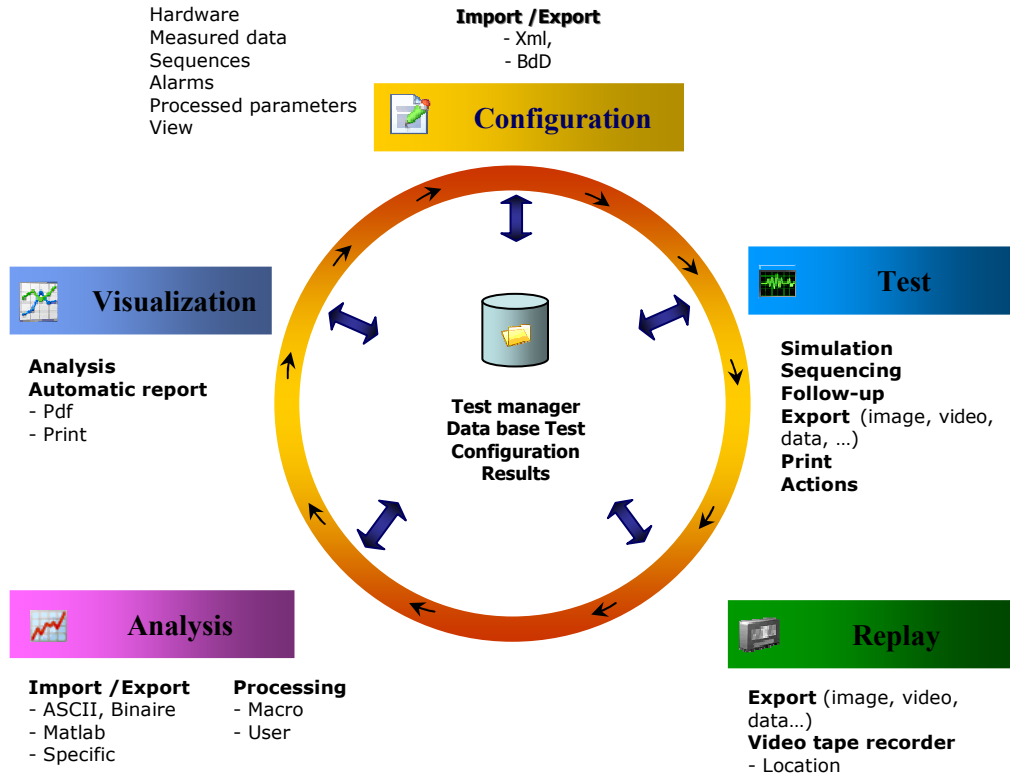 Hardware
Measured data
Sequences
Alarms
Processed parameters
View
Import /Export
- Xml,
- BdD
Configuration
Visualization
Analysis
Automatic report
- Pdf
- Print
Test manager
Data base Test
Configuration
Results
Test
Simulation
Sequencing
Follow-up
Export (image, video,
data, ...)
Print
Actions
Analysis
Import /Export
- ASCII, Binaire
- Matlab
- Specific
Processing
- Macro
- User
Replay
Export (image, video,
data...)
Video tape recorder
- Location